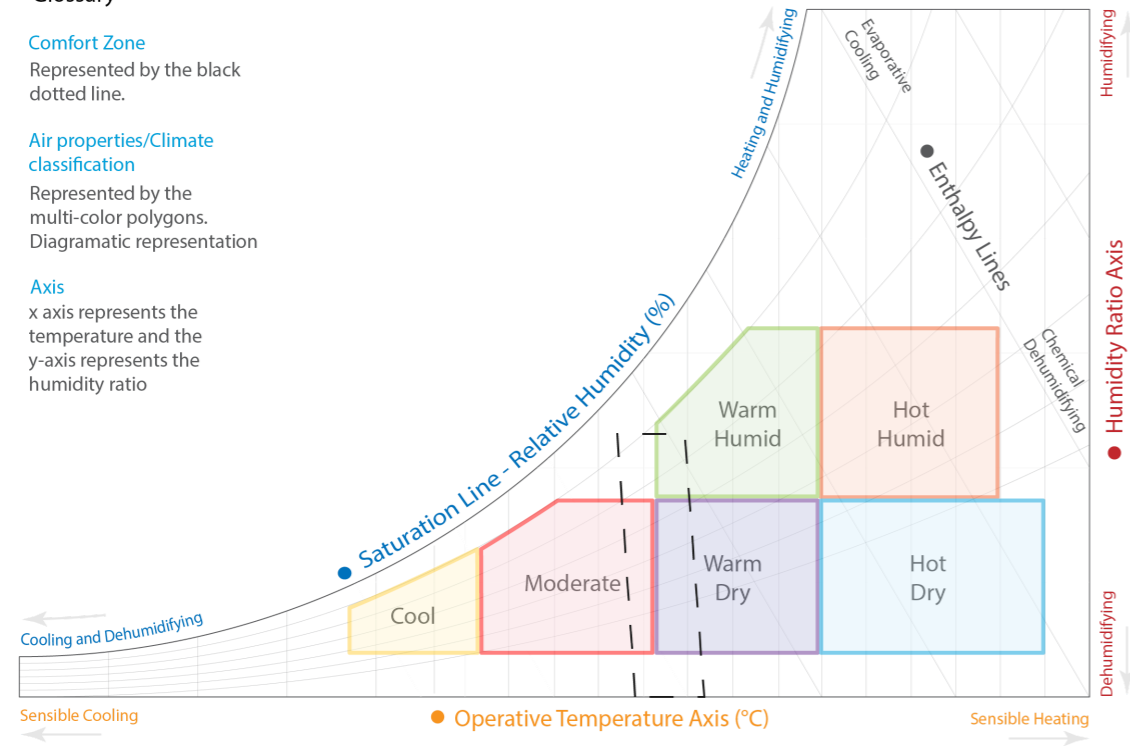 Glossary
Comfort Zone
Represented by the black
dotted line.
Air properties/Climate
classification
Represented by the
multi-color polygons.
Diagramatic representation
Axis
x axis represents the
temperature and the
y-axis represents the
humidity ratio
Heating and Humidifying
Evaporative
Cooling
Humidifying
Enthalpy Lines
Humidity Ratio Axis
Chemical
Dehumidifying
Saturation Line - Relative Humidity (%)
Warm
Humid
Hot
Humid
Cool
Moderate
Warm
Dry
Hot
Dry
Cooling and Dehumidifying
Dehumidifying
Sensible Cooling
Operative Temperature Axis (°C)
Sensible Heating